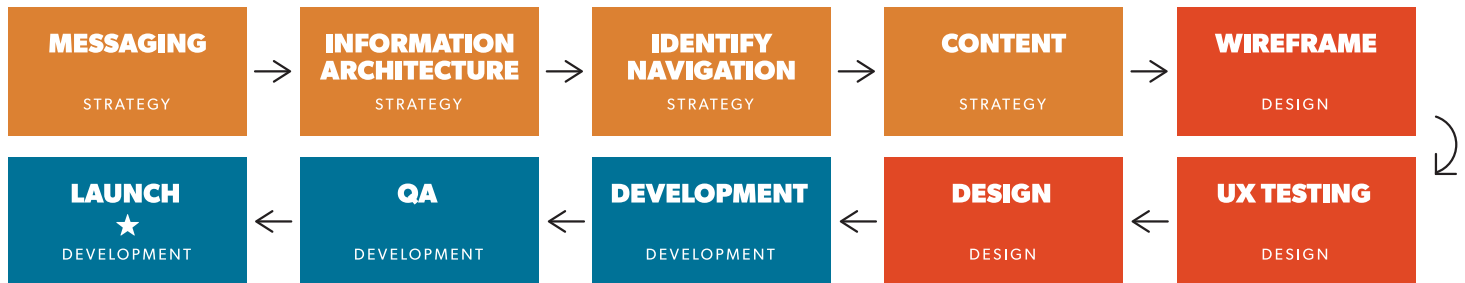 MESSAGING
STRATEGY
INFORMATION
ARCHITECTURE
STRATEGY
IDENTIFY
NAVIGATION
STRATEGY
CONTENT
STRATEGY
WIREFRAME
DESIGN
UX TESTING
DESIGN
DESIGN
DESIGN
DEVELOPMENT
DEVELOPMENT
QA
DEVELOPMENT
LAUNCH
DEVELOPMENT